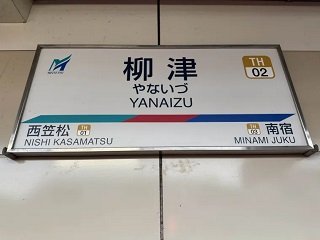 MEITETSU
柳津
やないづ
YANAIZU
TH
02
西笠松
TH
01
NISHI KASAMATSU
TH
03
南宿
MINAMI JUKU